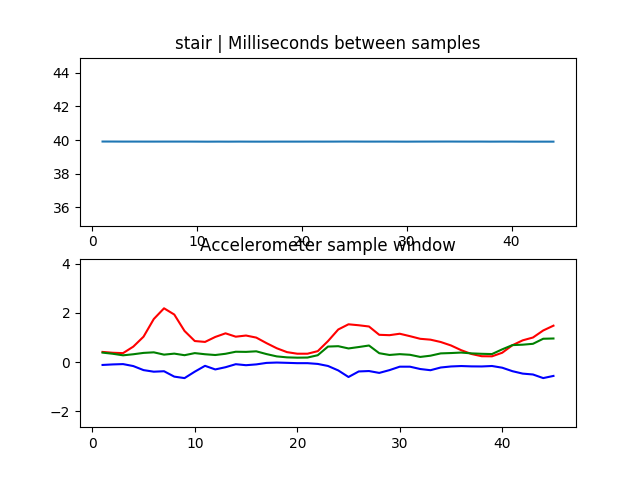 stair | Milliseconds between samples
44
42
40
38
36
0 10 20 30 40
Accelerometer sample window
4
2
0
−2
0 10 20 30 40